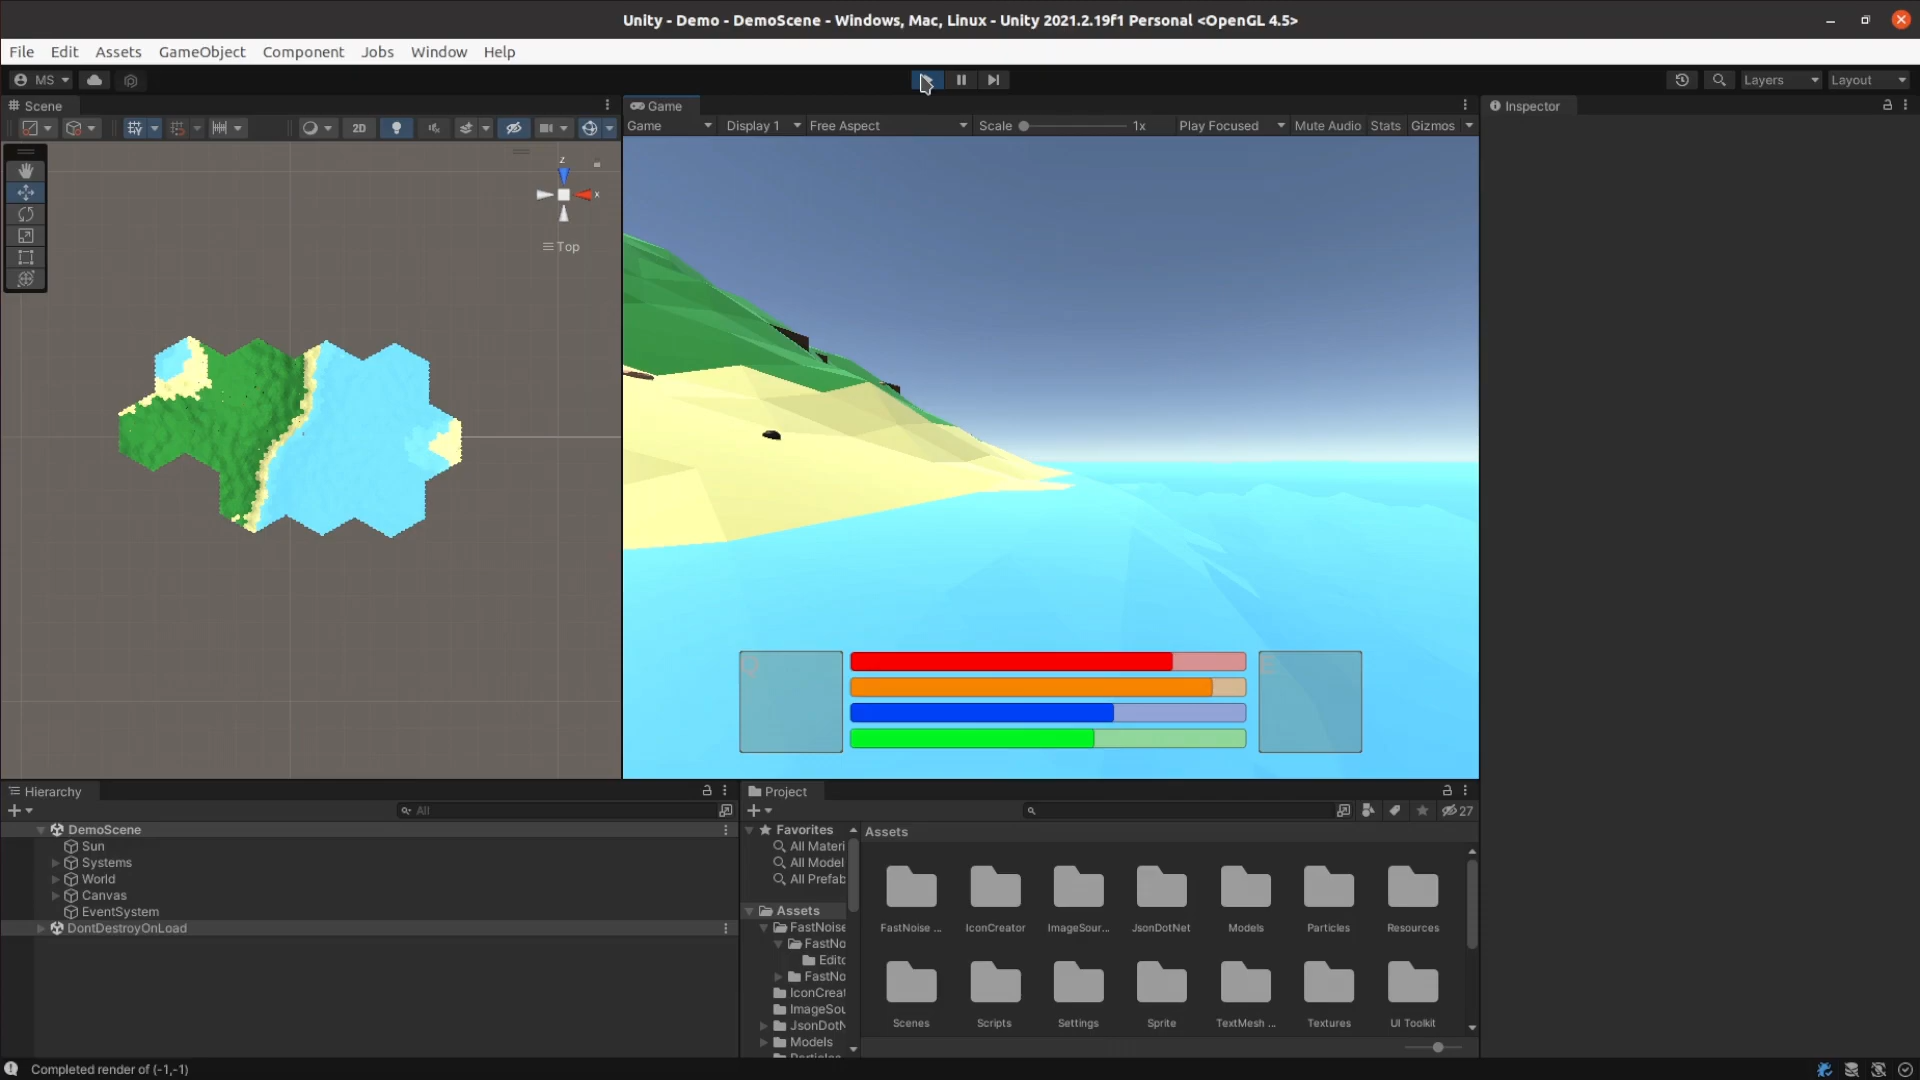 Unity - Demo - DemoScene - Windows, Mac, Linux - Unity 2021.2.19f1 Personal <OpenGL 4.5>
File Edit Assets GameObject Component Jobs Window Help
MS
Layers
Layout
Scene
Game
Inspector
2D
Game
Display 1
Free Aspect
Scale
1x
Play Focused
Mute Audio
Stats
Gizmos
z
x
Top
Hierarchy
All
DemoScene
Sun
Systems
World
Canvas
EventSystem
DontDestroyOnLoad
Project
27
Favorites
All Materi
All Model
All Prefab
Assets
FastNoise
FastNo
Edito
FastNo
IconCreat
ImageSou
JsonDotN
Models
Assets
FastNoise ...
IconCreator
ImageSour...
JsonDotNet
Models
Particles
Resources
Scenes
Scripts
Settings
Sprite
TextMesh ...
Textures
UI Toolkit
Completed render of (-1,-1)